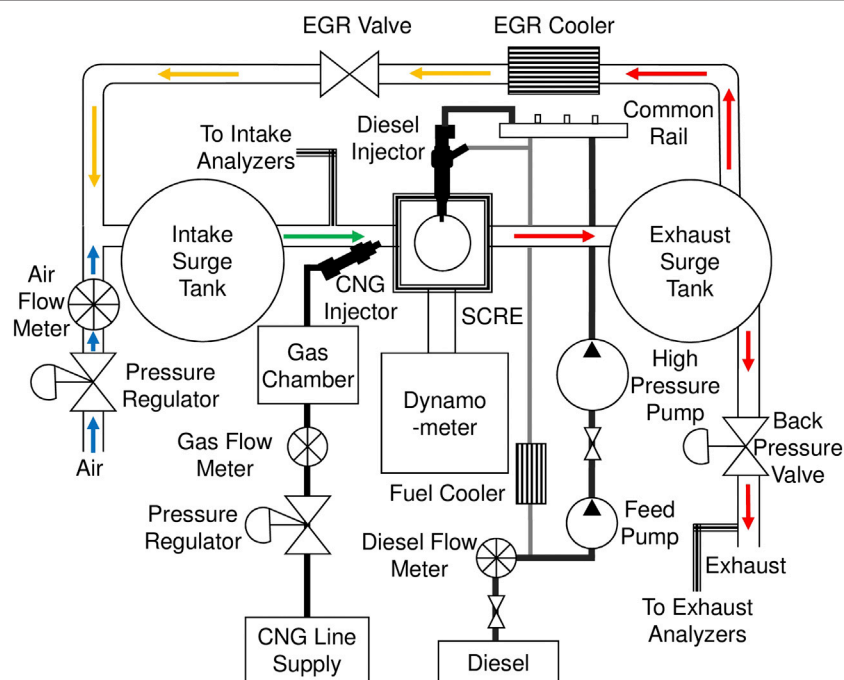 EGR Valve
EGR Cooler
To Intake
Analyzers
Diesel
Injector
Common
Rail
Intake
Surge
Tank
Exhaust
Surge
Tank
Air
Flow
Meter
CNG
Injector
SCRE
Pressure
Regulator
Gas
Chamber
Dynamo
-meter
High
Pressure
Pump
Back
Pressure
Valve
Air
Gas Flow
Meter
Fuel Cooler
Pressure
Regulator
Diesel Flow
Meter
Feed
Pump
Exhaust
To Exhaust
Analyzers
CNG Line
Supply
Diesel